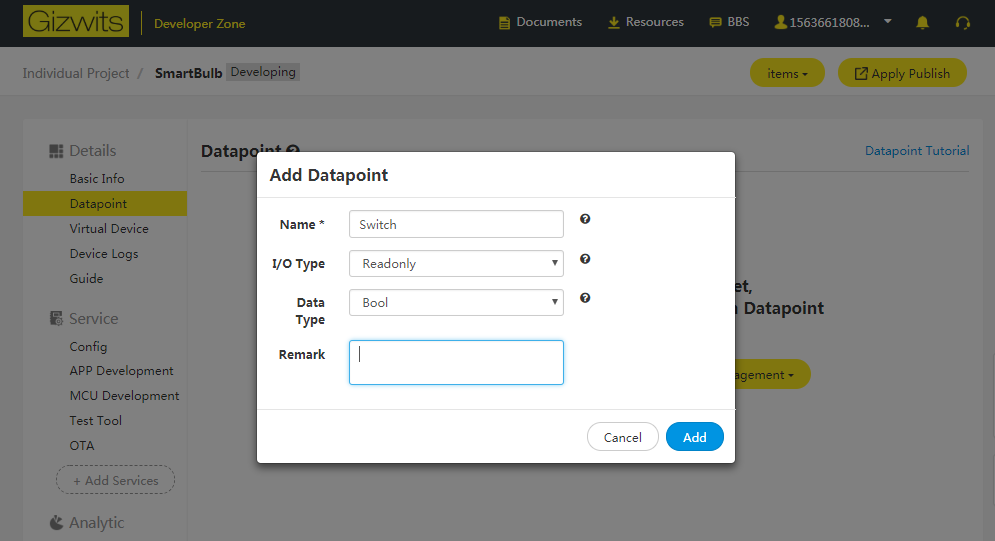 Gizwits Developer Zone Documents Resources BBS 1563661808...
Individual Project / SmartBulb Developing items Apply Publish
Details
Basic Info
Datapoint
Virtual Device
Device Logs
Guide
Service
Config
APP Development
MCU Development
Test Tool
OTA
+ Add Services
Analytic
Datapoint
Datapoint Tutorial
Add Datapoint
Name * Switch
I/O Type Readonly
Data
Type
Bool
Remark
Cancel Add
et,
Datapoint
agement